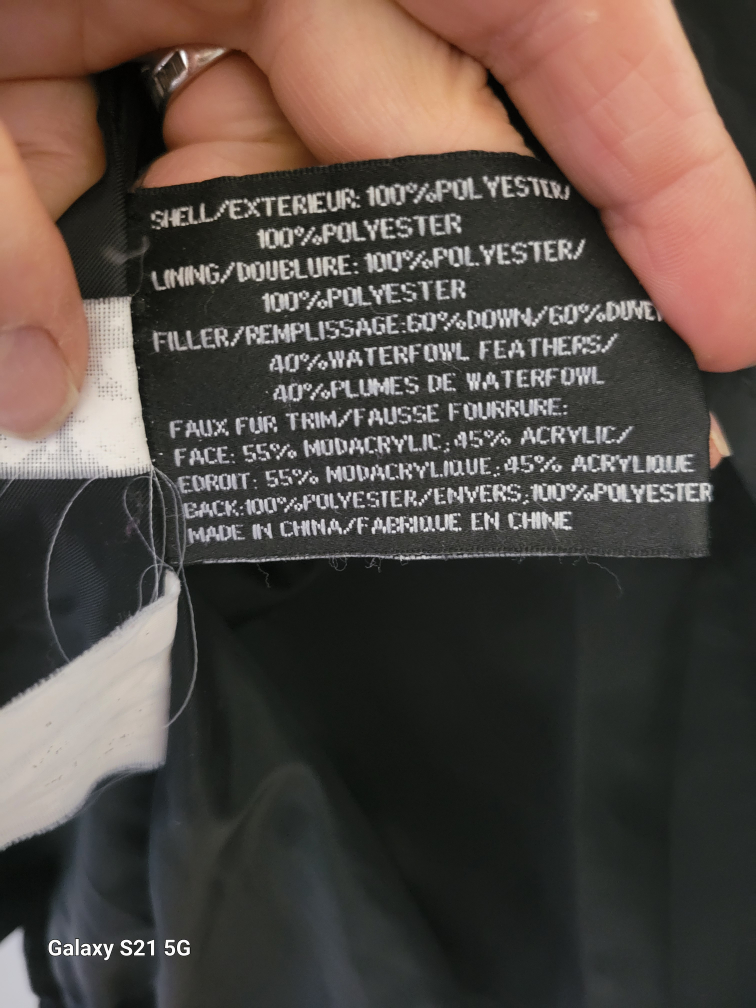 SHELL/EXTERIEUR: 100%POLYESTER/
100%POLYESTER
LINING/DOUBLURE: 100%POLYESTER/
100%POLYESTER
FILLER/REMPLISSAGE:60%DOWN/60%DUVET
40%WATERFOWL FEATHERS/
40%PLUMES DE WATERFOWL
FAUX FUR TRIM/FAUSSE FOURRURE:
FACE: 55% MODACRYLIC, 45% ACRYLIC/
EDROIT: 55% MODACRYLIQUE, 45% ACRYLIQUE
BACK:100%POLYESTER/ENVERS,100%POLYESTER
MADE IN CHINA/FABRIQUE EN CHINE
Galaxy S21 5G